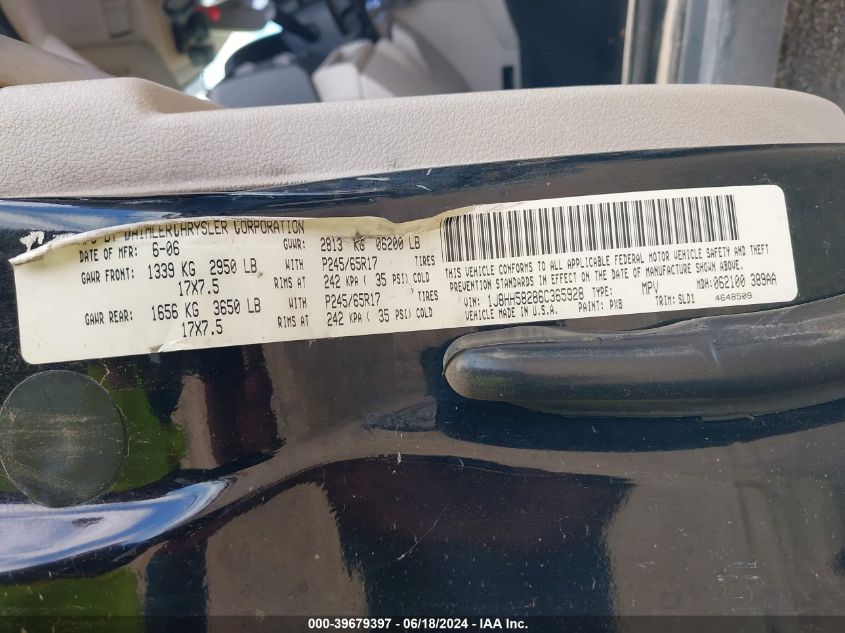 MFD BY DAIMLERCHRYSLER CORPORATION
DATE OF MFR: 6-06 GVWR: 2813 KG 06200 LB
GAWR FRONT: 1339 KG 2950 LB WITH P245/65R17 TIRES
17X7.5 RIMS AT 242 KPA ( 35 PSI) COLD
GAWR REAR: 1656 KG 3650 LB WITH P245/65R17 TIRES
17X7.5 RIMS AT 242 KPA ( 35 PSI) COLD
THIS VEHICLE CONFORMS TO ALL APPLICABLE FEDERAL MOTOR VEHICLE SAFETY AND THEFT
PREVENTION STANDARDS IN EFFECT ON THE DATE OF MANUFACTURE SHOWN ABOVE.
VIN: 1J8HH58286C365928 TYPE: MPV MDH: 062100 389AA
VEHICLE MADE IN U.S.A. PAINT: PXB TRIM: SLD1 4648509
000-39679397 - 06/18/2024 - IAA Inc.